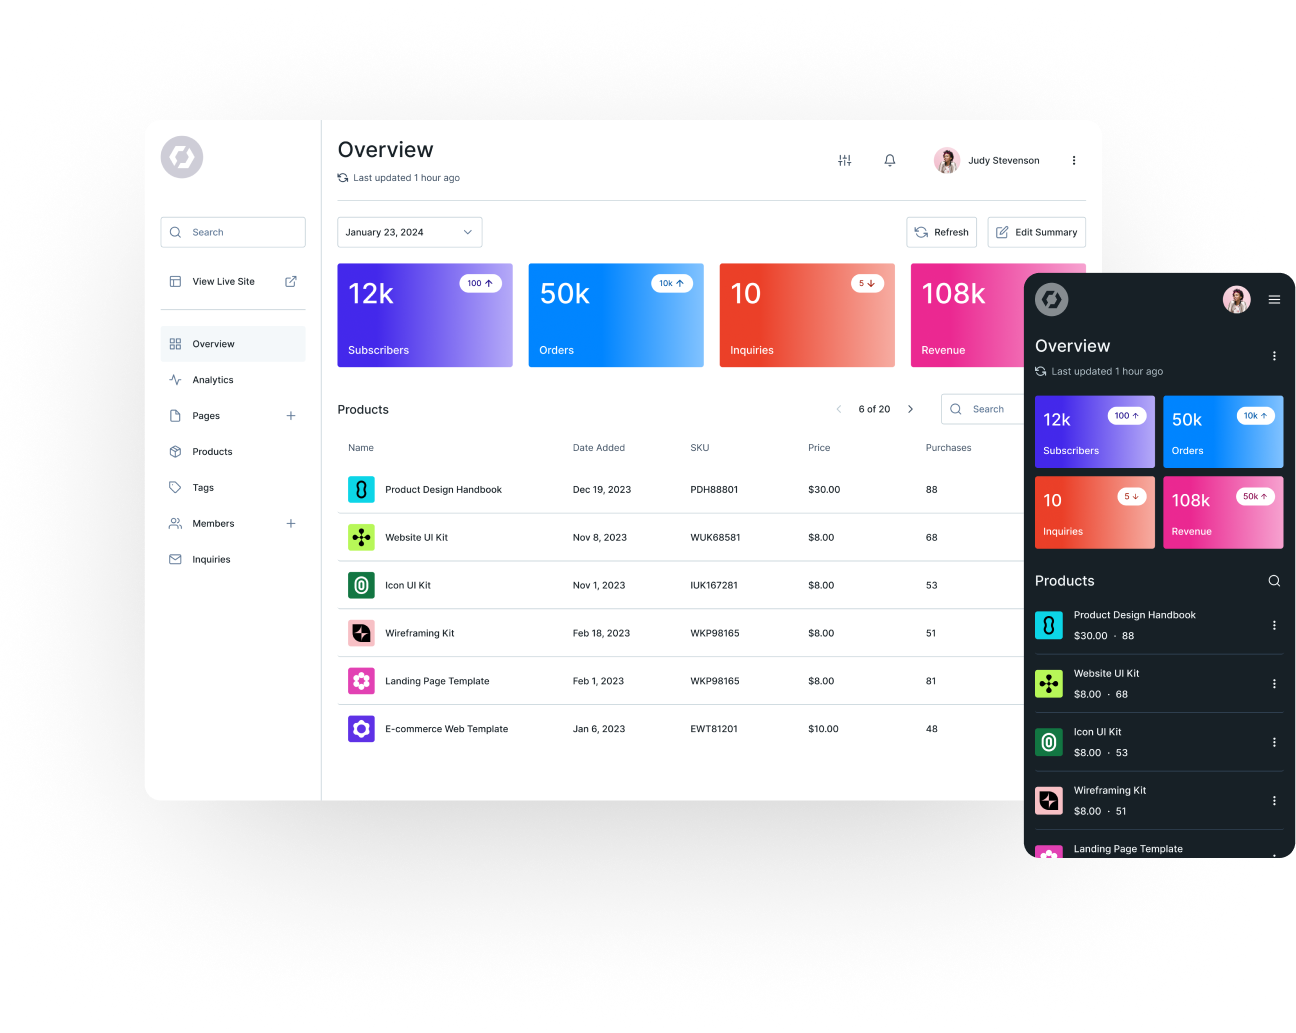 Overview
Last updated 1 hour ago
Judy Stevenson
Search
View Live Site
Overview
Analytics
Pages
Products
Tags
Members
Inquiries
January 23, 2024
Refresh
Edit Summary
12k
100
Subscribers
50k
10k
Orders
10
5
Inquiries
108k
Revenue
Products
6 of 20
Search
Name Date Added SKU Price Purchases
Product Design Handbook Dec 19, 2023 PDH88801 $30.00 88
Website UI Kit Nov 8, 2023 WUK68581 $8.00 68
Icon UI Kit Nov 1, 2023 IUK167281 $8.00 53
Wireframing Kit Feb 18, 2023 WKP98165 $8.00 51
Landing Page Template Feb 1, 2023 WKP98165 $8.00 81
E-commerce Web Template Jan 6, 2023 EWT81201 $10.00 48
Overview
Last updated 1 hour ago
12k
100
Subscribers
50k
10k
Orders
10
5
Inquiries
108k
50k
Revenue
Products
Product Design Handbook
$30.00 · 88
Website UI Kit
$8.00 · 68
Icon UI Kit
$8.00 · 53
Wireframing Kit
$8.00 · 51
Landing Page Template